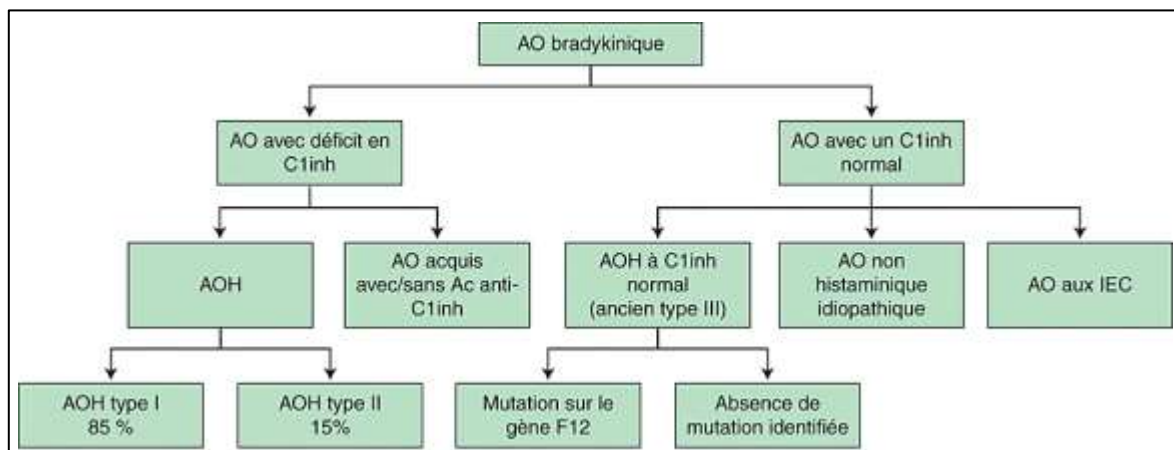 AO bradykinique
AO avec déficit en
C1inh
AO avec un C1inh
normal
AOH
AO acquis
avec/sans Ac anti-
C1inh
AOH à C1inh
normal
(ancien type III)
AO non
histaminique
idiopathique
AO aux IEC
AOH type I
85 %
AOH type II
15%
Mutation sur le
gène F12
Absence de
mutation identifiée